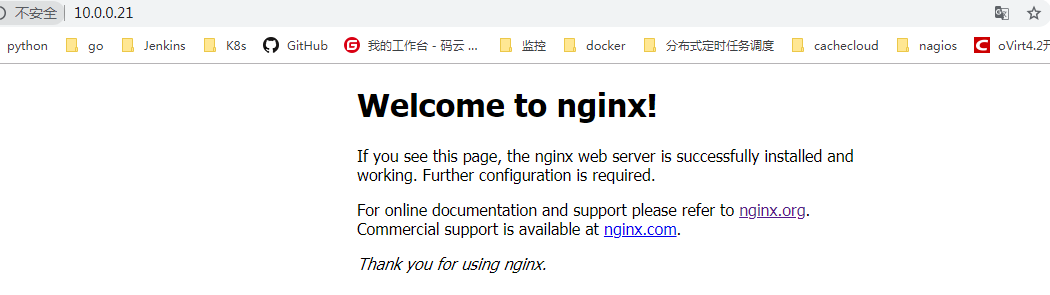 不安全 | 10.0.0.21
python go Jenkins K8s GitHub 我的工作台 - 码云 ... 监控 docker 分布式定时任务调度 cachecloud nagios oVirt4.2
Welcome to nginx!
If you see this page, the nginx web server is successfully installed and
working. Further configuration is required.
For online documentation and support please refer to nginx.org.
Commercial support is available at nginx.com.
Thank you for using nginx.